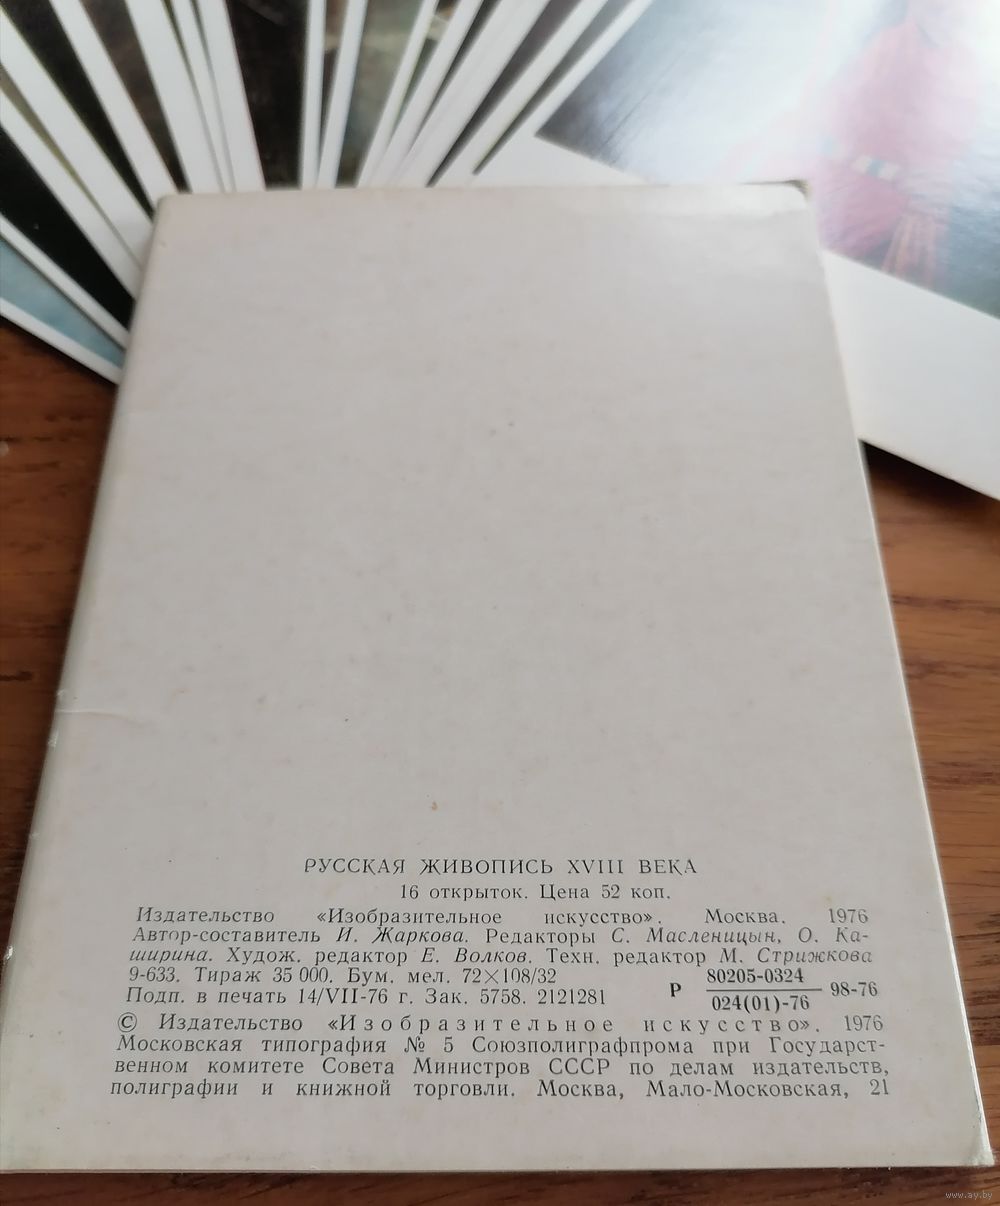 РУССКАЯ ЖИВОПИСЬ XVIII ВЕКА
16 открыток. Цена 52 коп.
Издательство «Изобразительное искусство». Москва. 1976
Автор-составитель И. Жаркова. Редакторы С. Масленицын, О. Ка-
ширина. Худож. редактор Е. Волков. Техн. редактор М. Стрижкова
9-633. Тираж 35 000. Бум. мел. 72×108/32
Подп. в печать 14/VII-76 г. Зак. 5758. 2121281
Р 80205-0324 98-76
024(01)-76
© Издательство «Изобразительное искусство», 1976
Московская типография № 5 Союзполиграфпрома при Государст-
венном комитете Совета Министров СССР по делам издательств,
полиграфии и книжной торговли. Москва, Мало-Московская, 21
www.ay.by